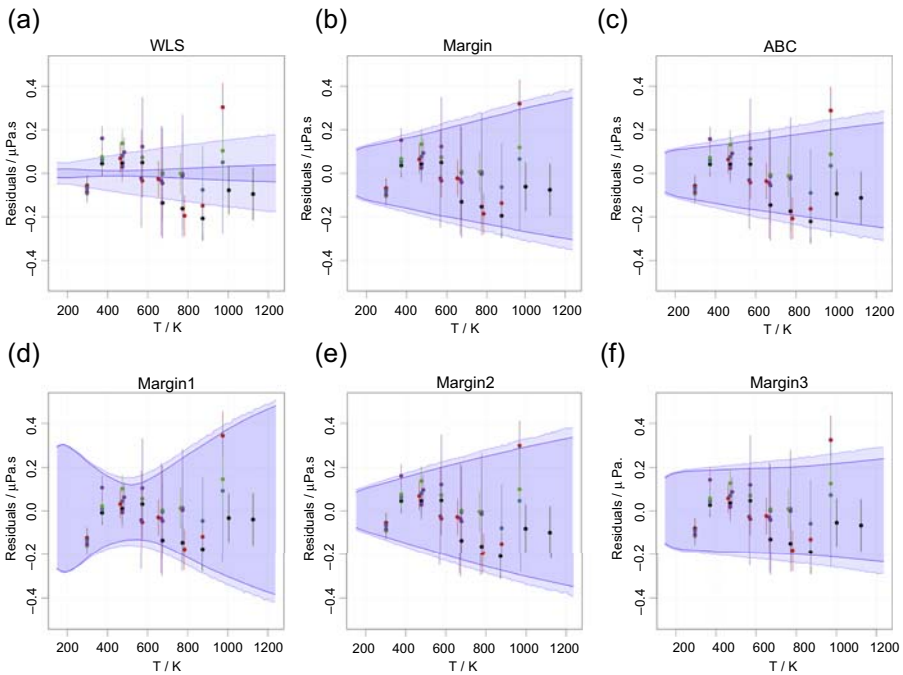 (a)
WLS
Residuals / μPa.s
0.4
0.2
0.0
−0.2
−0.4
200 400 600 800 1000 1200
T / K
(b)
Margin
Residuals / μPa.s
0.4
0.2
0.0
−0.2
−0.4
200 400 600 800 1000 1200
T / K
(c)
ABC
Residuals / μPa.s
0.4
0.2
0.0
−0.2
−0.4
200 400 600 800 1000 1200
T / K
(d)
Margin1
Residuals / μPa.s
0.4
0.2
0.0
−0.2
−0.4
200 400 600 800 1000 1200
T / K
(e)
Margin2
Residuals / μPa.s
0.4
0.2
0.0
−0.2
−0.4
200 400 600 800 1000 1200
T / K
(f)
Margin3
Residuals / μ Pa.
0.4
0.2
0.0
−0.2
−0.4
200 400 600 800 1000 1200
T / K